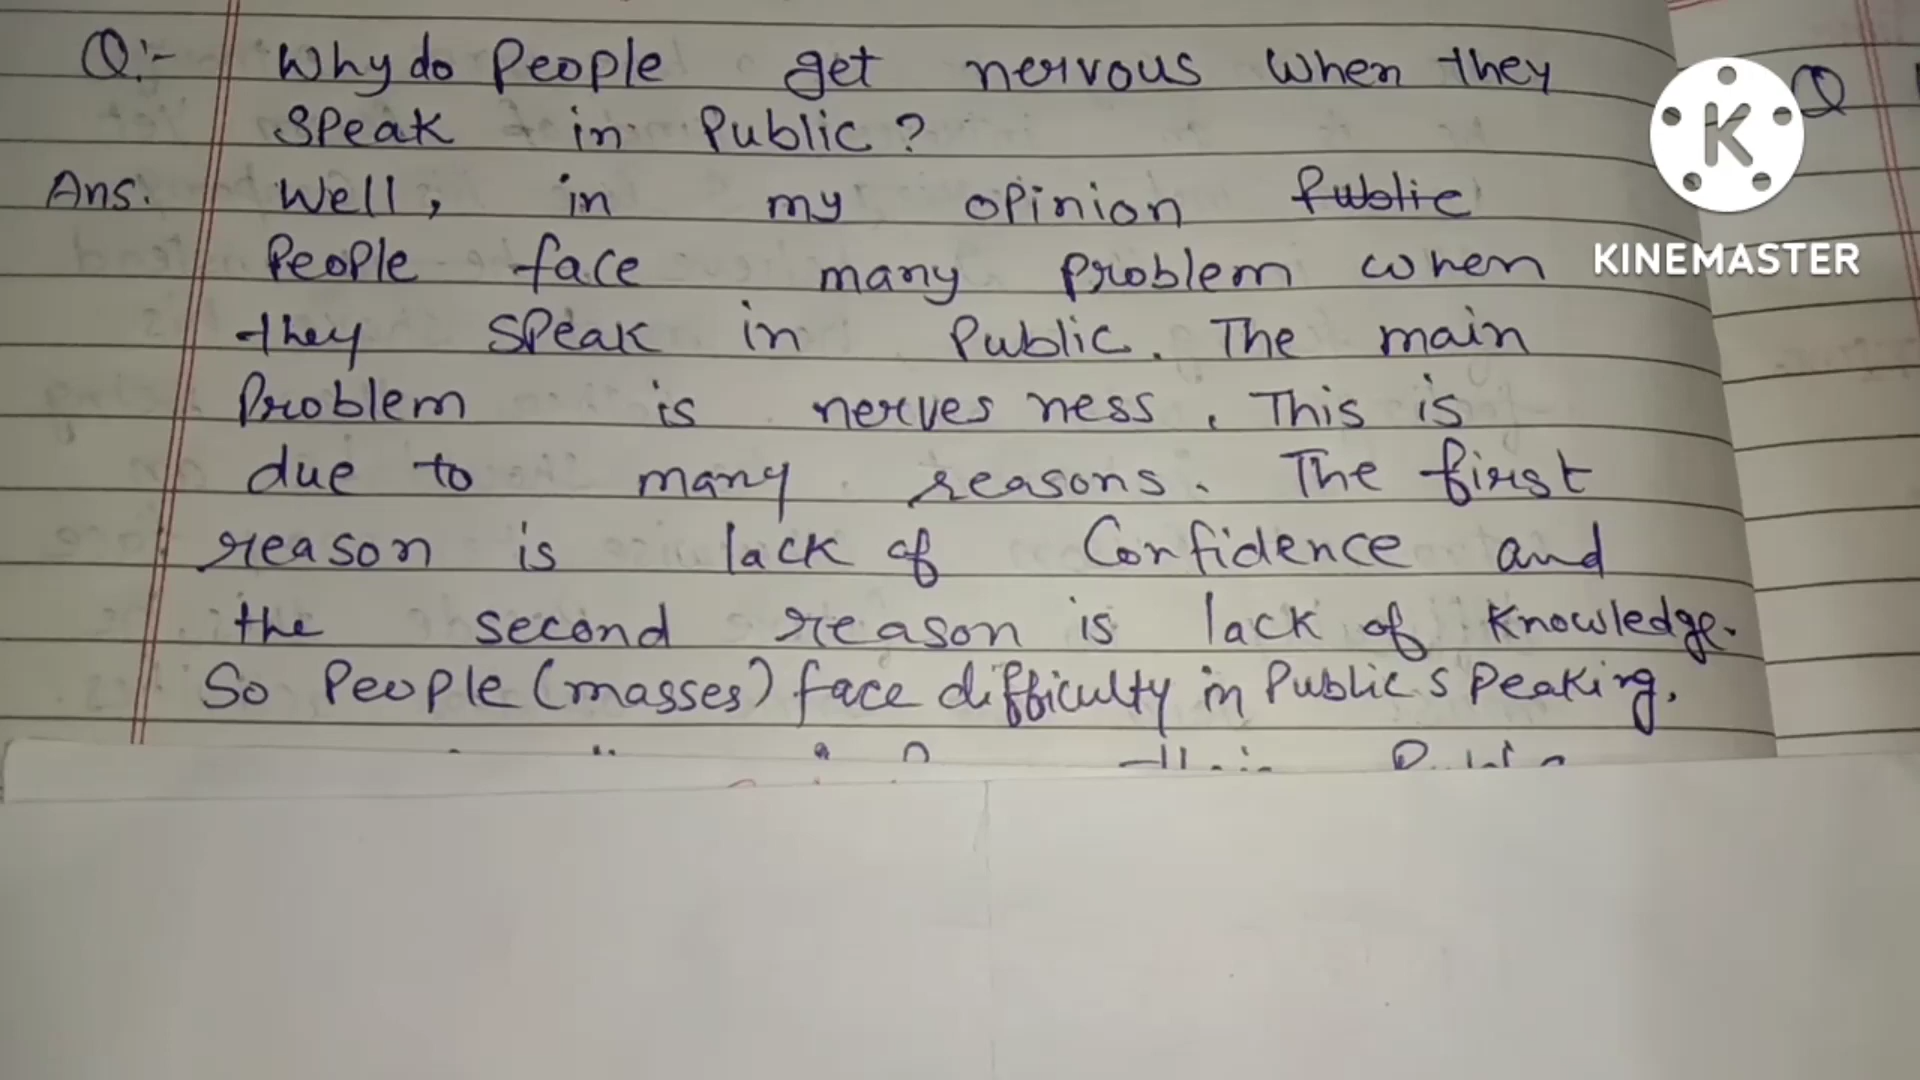 Q:- Why do People get nervous when they
Speak in Public?
Ans. Well, in my opinion Public
People face many problem when
they speak in Public. The main
Problem is nerves ness. This is
due to many reasons. The first
reason is lack of Confidence and
the second reason is lack of Knowledge.
So People (masses) face difficulty in Public speaking.
Q
K
KINEMASTER